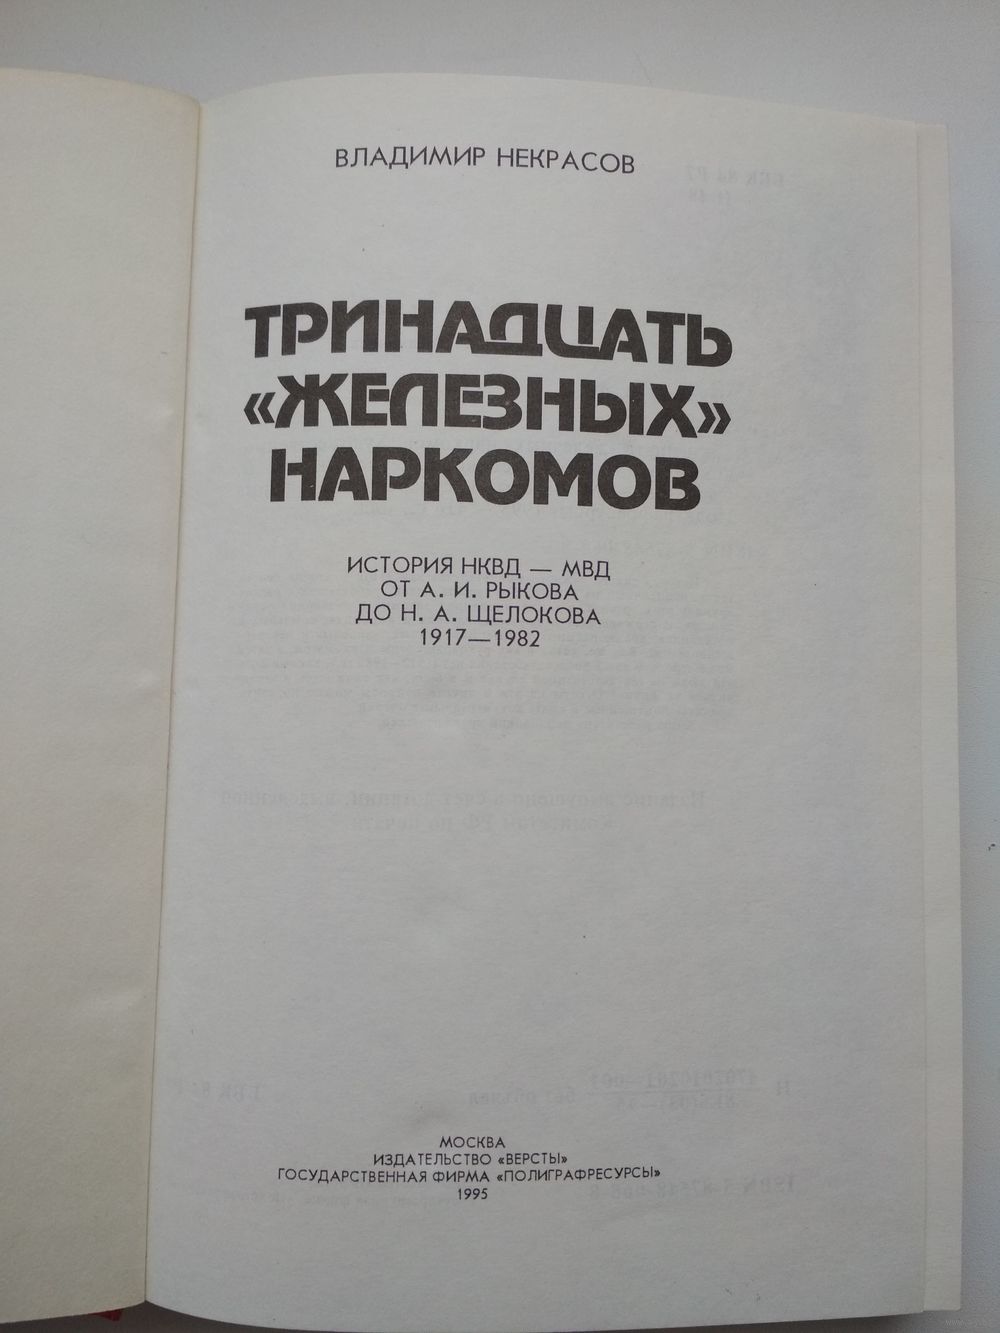 ВЛАДИМИР НЕКРАСОВ
ТРИНАДЦАТЬ
«ЖЕЛЕЗНЫХ»
НАРКОМОВ
ИСТОРИЯ НКВД — МВД
ОТ А. И. РЫКОВА
ДО Н. А. ЩЕЛОКОВА
1917—1982
МОСКВА
ИЗДАТЕЛЬСТВО «ВЕРСТЫ»
ГОСУДАРСТВЕННАЯ ФИРМА «ПОЛИГРАФРЕСУРСЫ»
1995